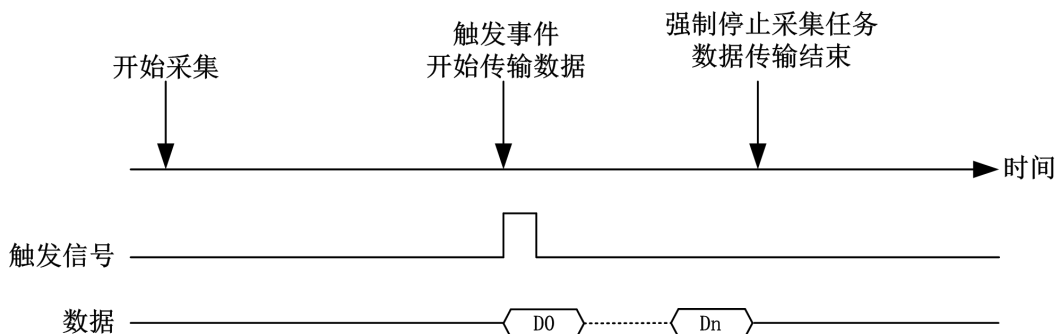 开始采集
触发事件
开始传输数据
强制停止采集任务
数据传输结束
时间
触发信号
数据
D0
Dn